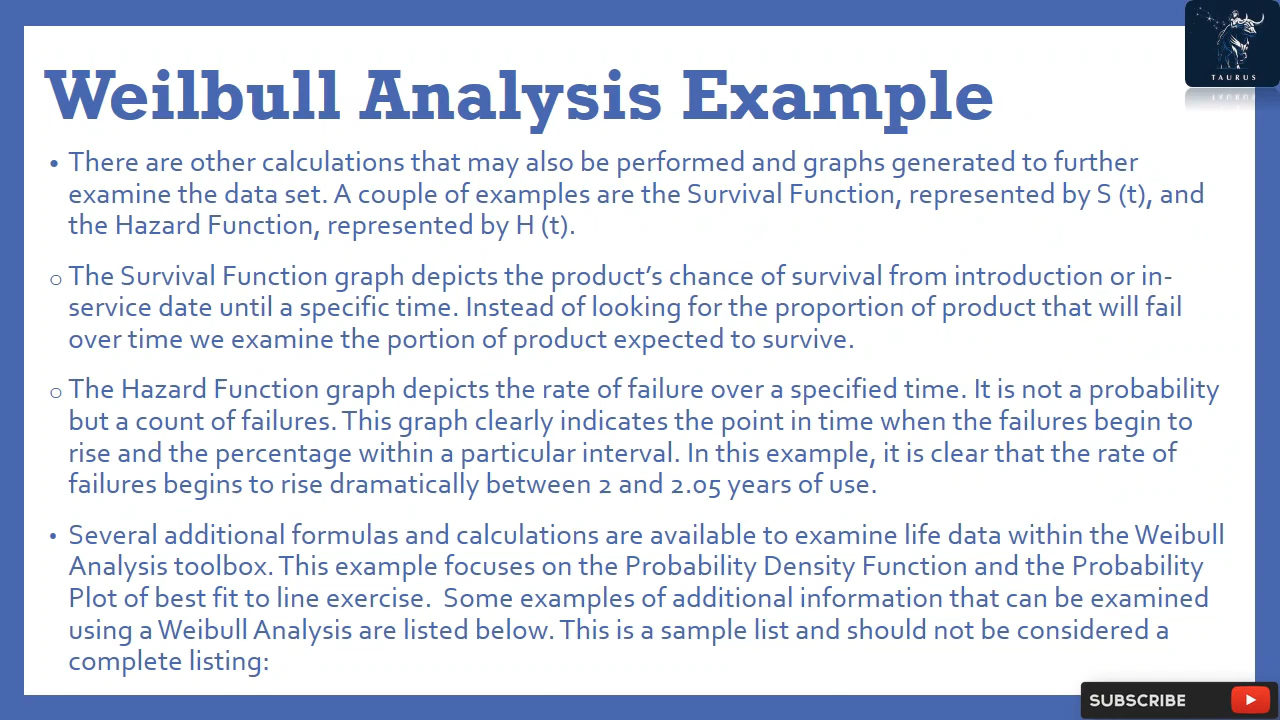 TAURUS
Weilbull Analysis Example
• There are other calculations that may also be performed and graphs generated to further
examine the data set. A couple of examples are the Survival Function, represented by S (t), and
the Hazard Function, represented by H (t).
o The Survival Function graph depicts the product’s chance of survival from introduction or in-
service date until a specific time. Instead of looking for the proportion of product that will fail
over time we examine the portion of product expected to survive.
o The Hazard Function graph depicts the rate of failure over a specified time. It is not a probability
but a count of failures. This graph clearly indicates the point in time when the failures begin to
rise and the percentage within a particular interval. In this example, it is clear that the rate of
failures begins to rise dramatically between 2 and 2.05 years of use.
• Several additional formulas and calculations are available to examine life data within the Weibull
Analysis toolbox. This example focuses on the Probability Density Function and the Probability
Plot of best fit to line exercise.  Some examples of additional information that can be examined
using a Weibull Analysis are listed below. This is a sample list and should not be considered a
complete listing:
SUBSCRIBE